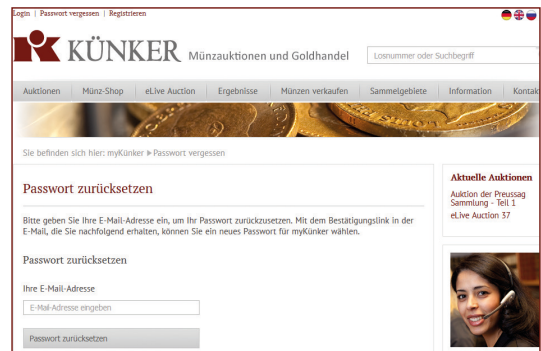 Login | Passwort vergessen | Registrieren
KÜNKER Münzauktionen und Goldhandel
Losnummer oder Suchbegriff
Auktionen Münz-Shop eLive Auction Ergebnisse Münzen verkaufen Sammelgebiete Information Kontak
Sie befinden sich hier: myKünker ▶ Passwort vergessen
Passwort zurücksetzen
Bitte geben Sie Ihre E-Mail-Adresse ein, um Ihr Passwort zurückzusetzen. Mit dem Bestätigungslink in der
E-Mail, die Sie nachfolgend erhalten, können Sie ein neues Passwort für myKünker wählen.
Passwort zurücksetzen
Ihre E-Mail-Adresse
E-Mail-Adresse eingeben
Passwort zurücksetzen
Aktuelle Auktionen
Auktion der Preussag
Sammlung - Teil 1
eLive Auction 37